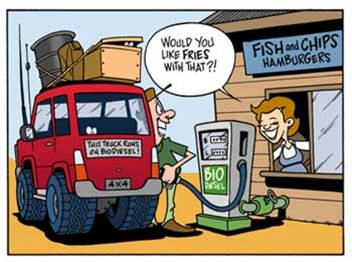 WOULD YOU
LIKE FRIES
WITH THAT?!
FISH and CHIPS
HAMBURGERS
THIS TRUCK RUNS
ON BIODIESEL!
4X4
BIO
DIESEL